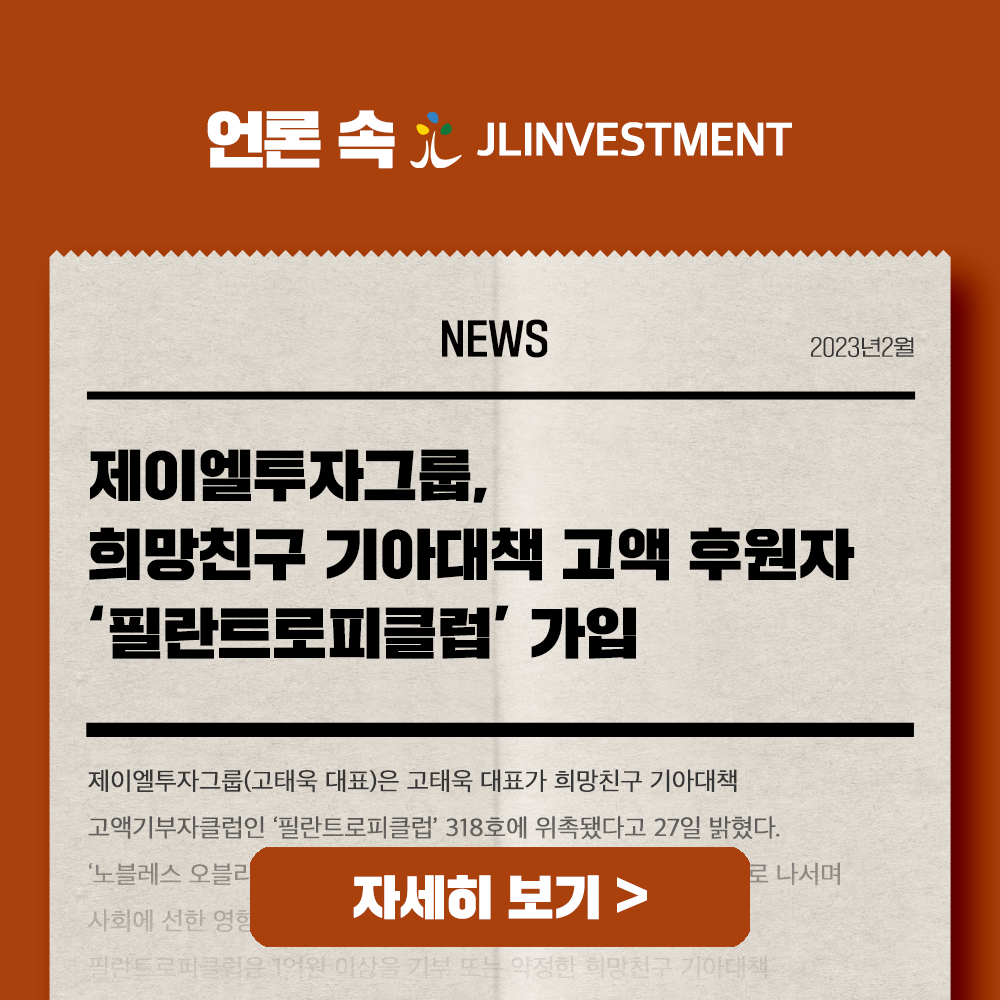 언론 속 JLINVESTMENT
NEWS
2023년2월
제이엘투자그룹,
희망친구 기아대책 고액 후원자
‘필란트로피클럽’ 가입
제이엘투자그룹(고태욱 대표)은 고태욱 대표가 희망친구 기아대책
고액기부자클럽인 ‘필란트로피클럽’ 318호에 위촉됐다고 27일 밝혔다.
‘노블레스 로 나서며
사회에 선한
자세히 보기 >
필란트로피클럽은 1억원 이상을 기부 또는 약정한 희망친구 기아대책